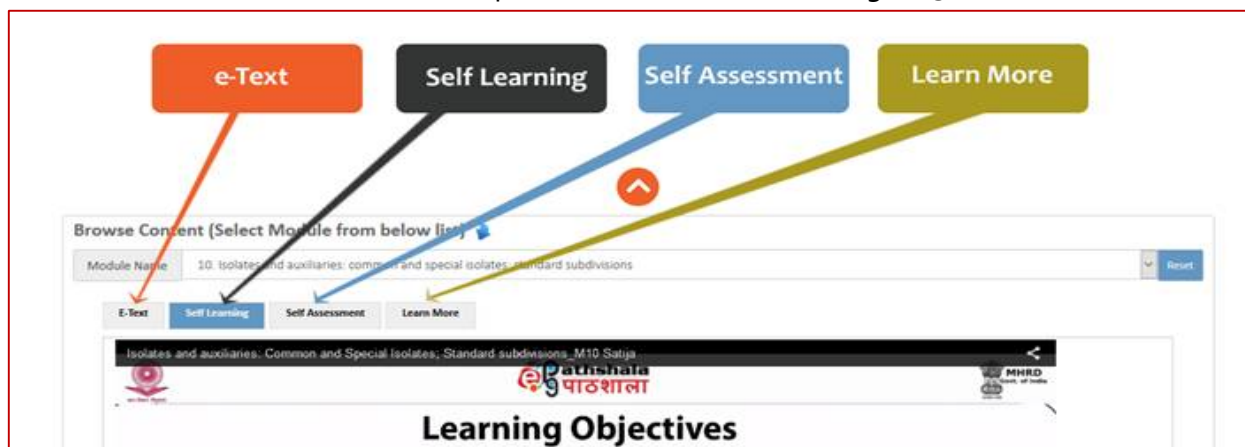 e-Text
Self Learning
Self Assessment
Learn More
Browse Content (Select Module from below list)
Module Name
10. Isolates and auxiliaries: common and special isolates; standard subdivisions
Reset
E-Text
Self Learning
Self Assessment
Learn More
Isolates and auxiliaries: Common and Special Isolates; Standard subdivisions_M10 Satija
ePathshala
पाठशाला
MHRD
Govt. of India
Learning Objectives